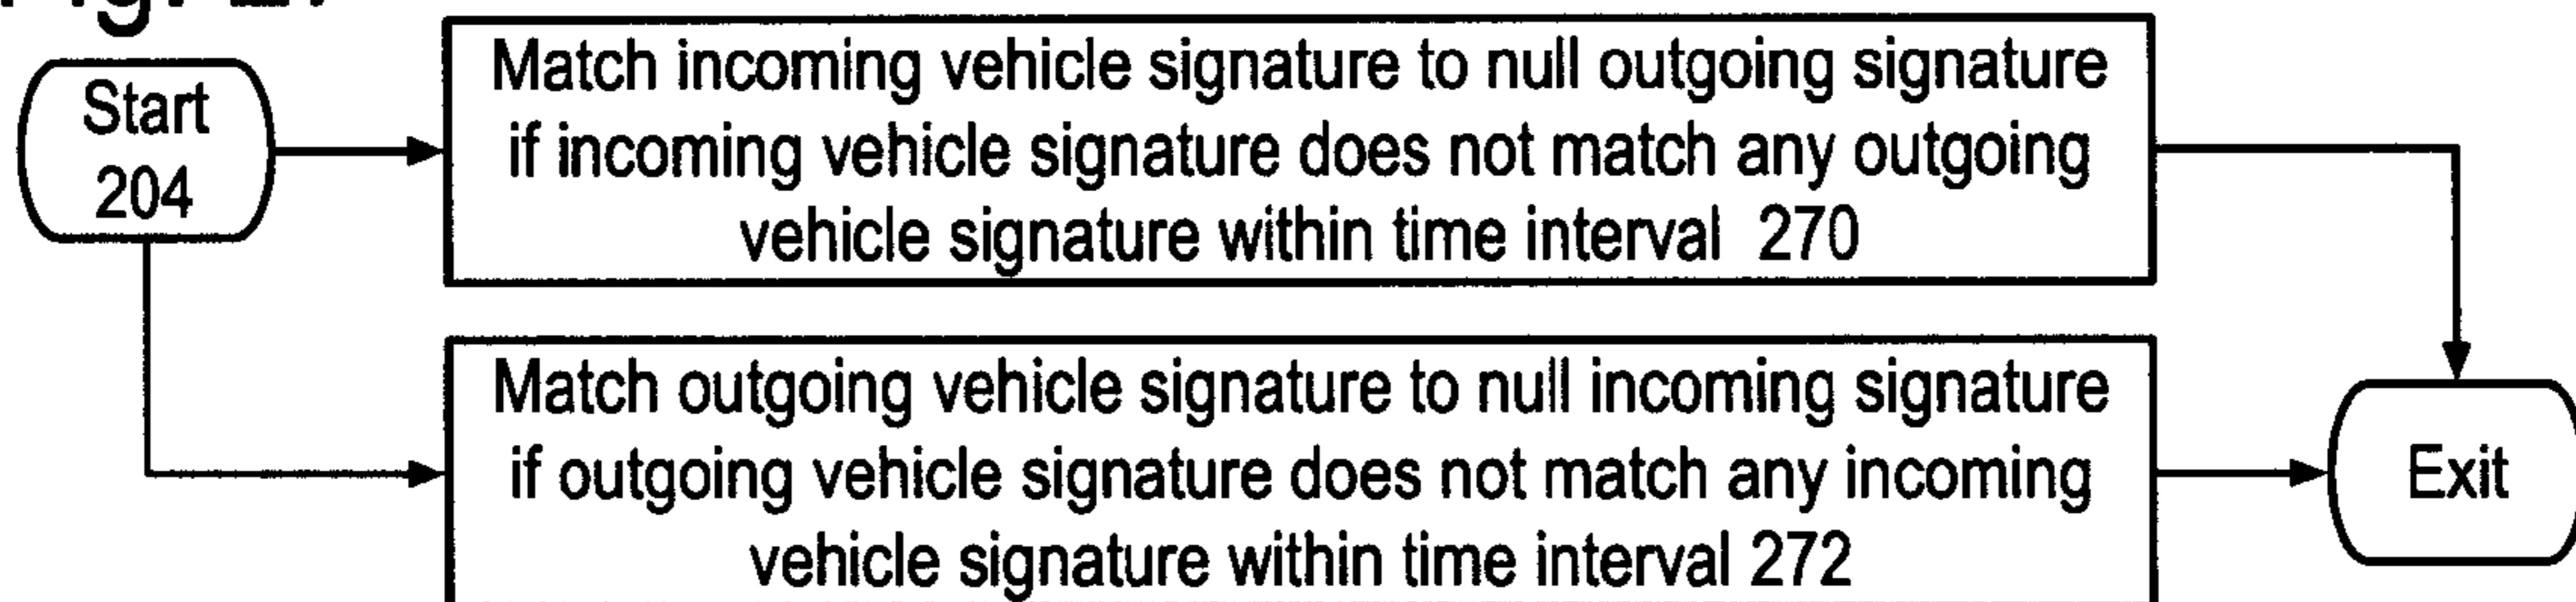 Start
204
Match incoming vehicle signature to null outgoing signature
if incoming vehicle signature does not match any outgoing
vehicle signature within time interval 270
Match outgoing vehicle signature to null incoming signature
if outgoing vehicle signature does not match any incoming
vehicle signature within time interval 272
Exit